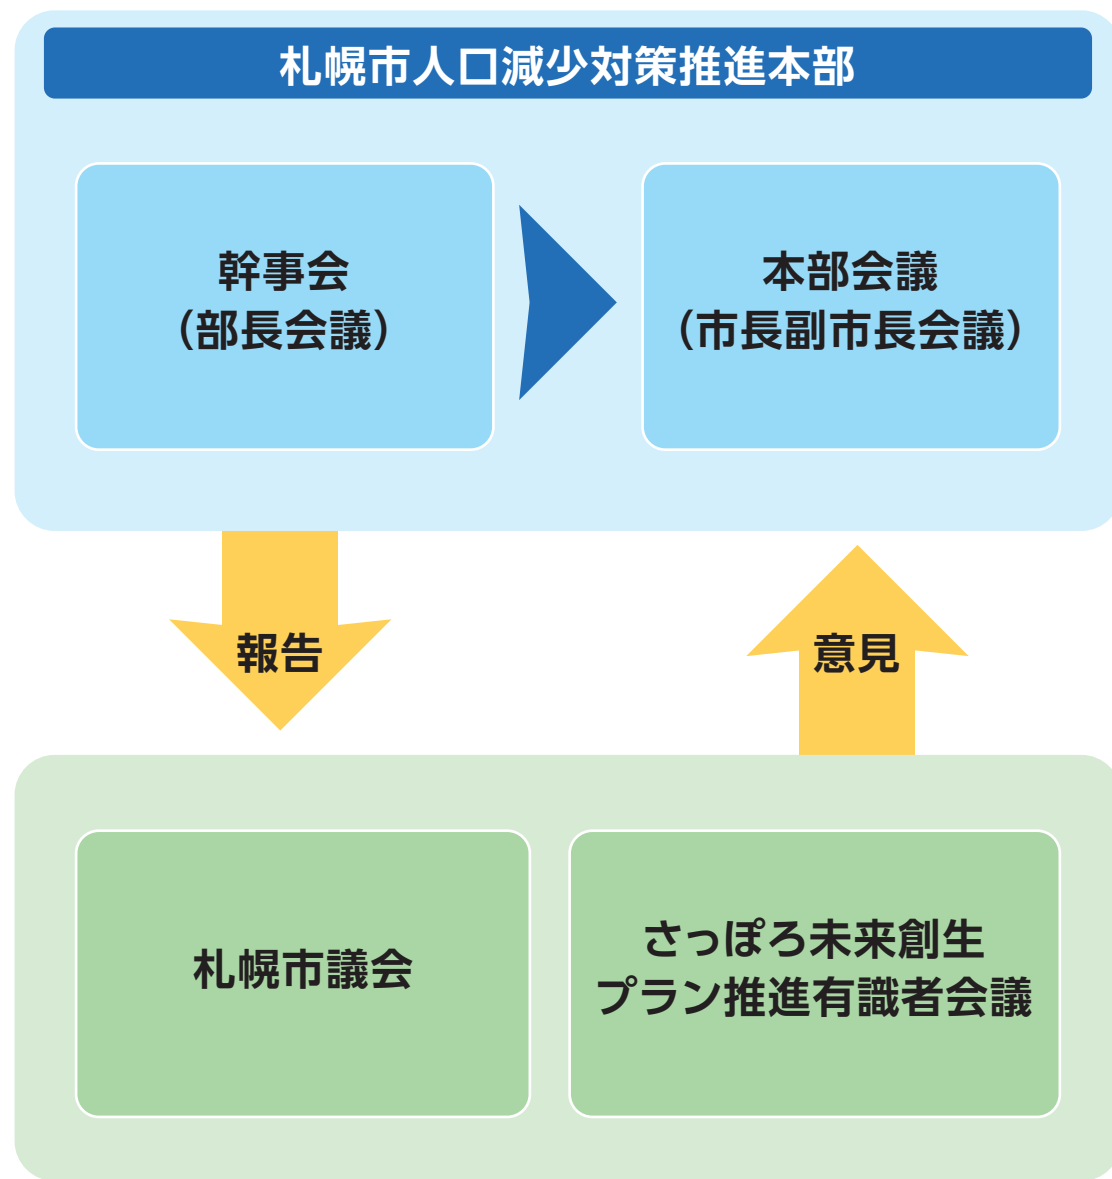 札幌市人口減少対策推進本部
幹事会
（部長会議）
本部会議
（市長副市長会議）
報告
意見
札幌市議会
さっぽろ未来創生
プラン推進有識者会議